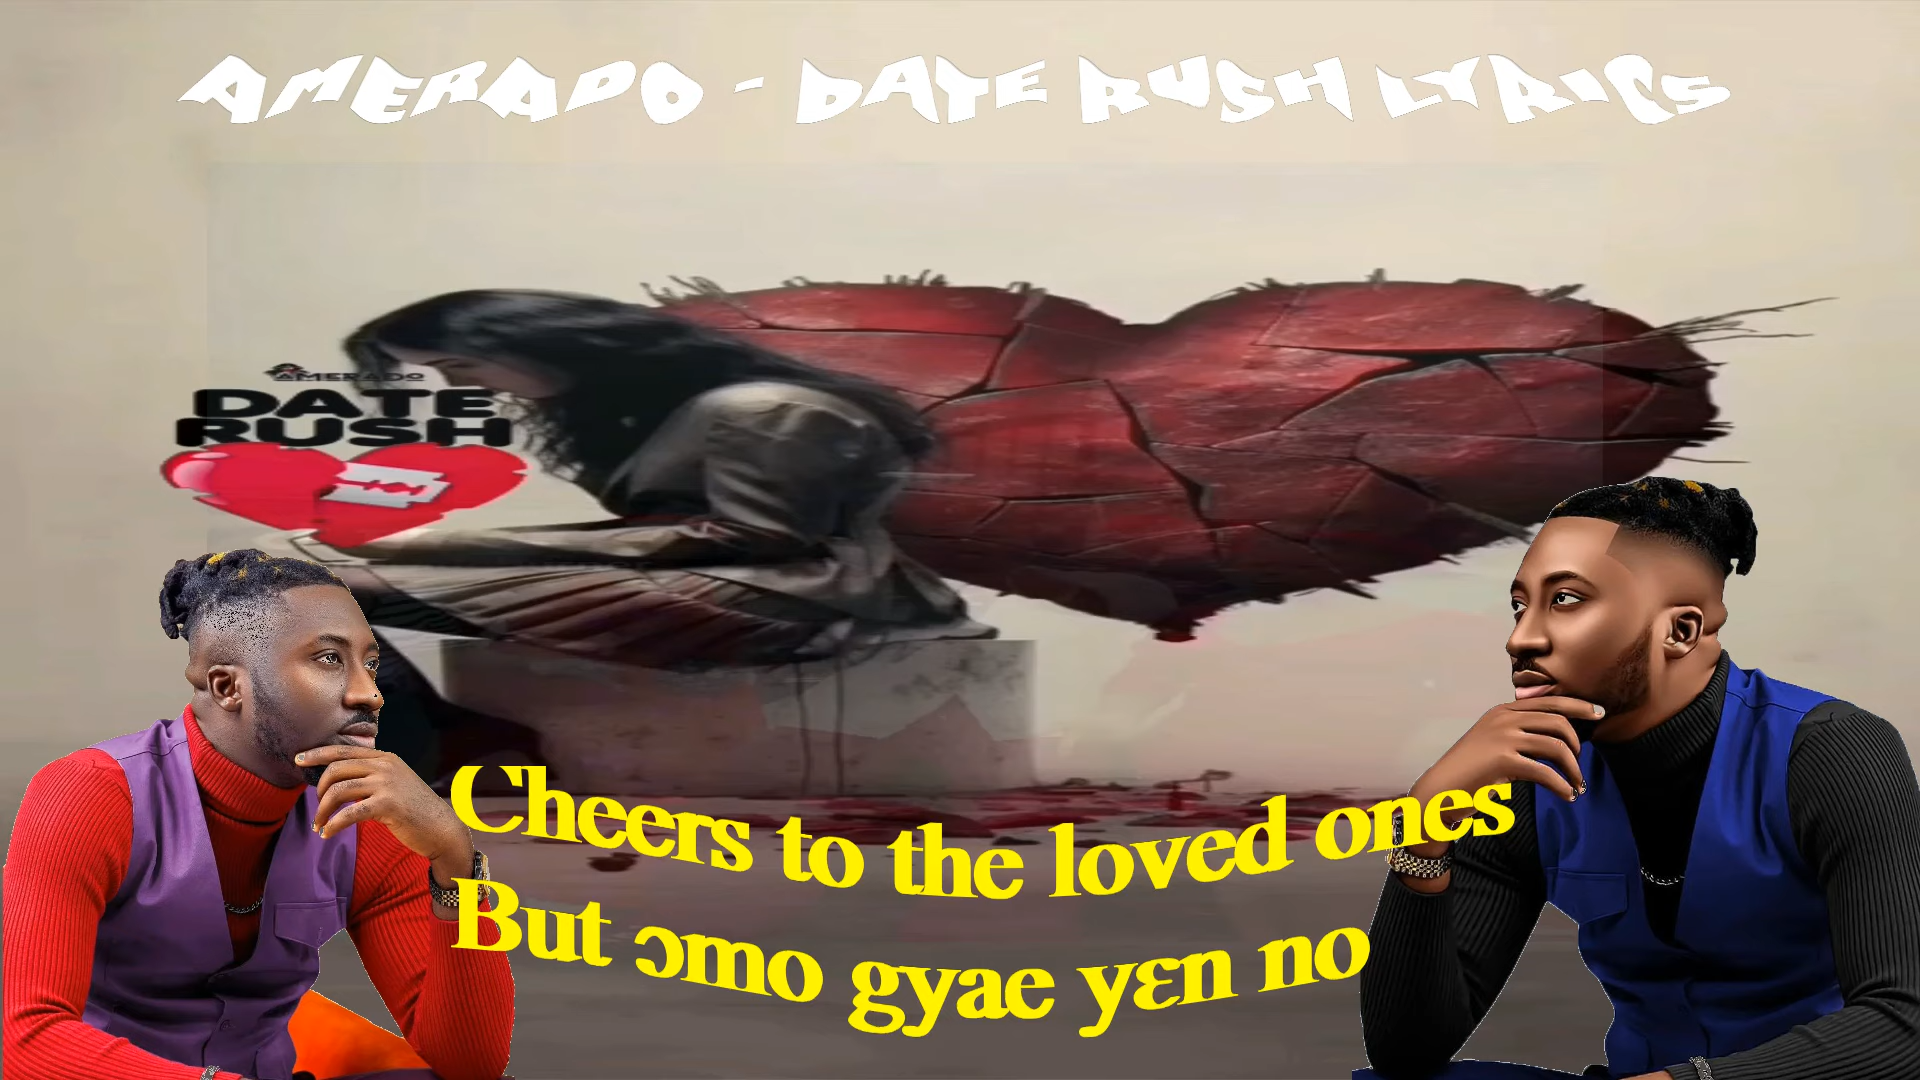 AMERADO - DATE RUSH LYRICS
AMERADO
DATE
RUSH
Cheers to the loved ones
But ɔmo gyae yɛn no